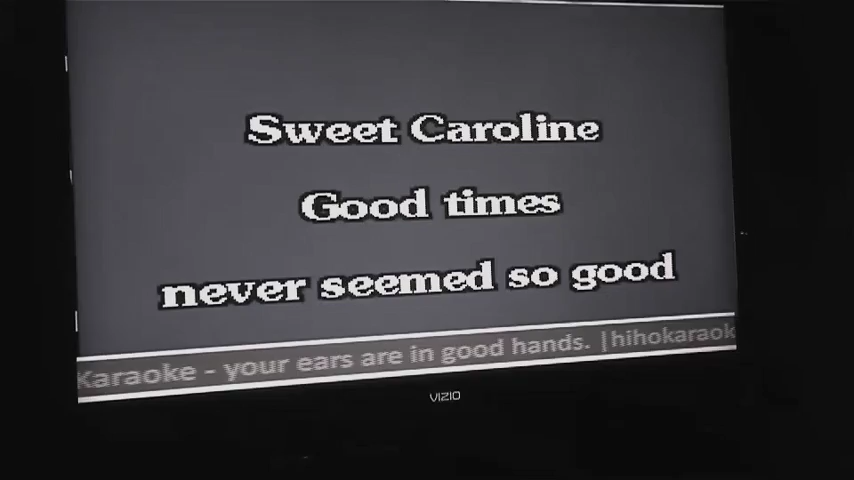 Sweet Caroline
Good times
never seemed so good
Karaoke - your ears are in good hands. |hihokaraok
VIZIO